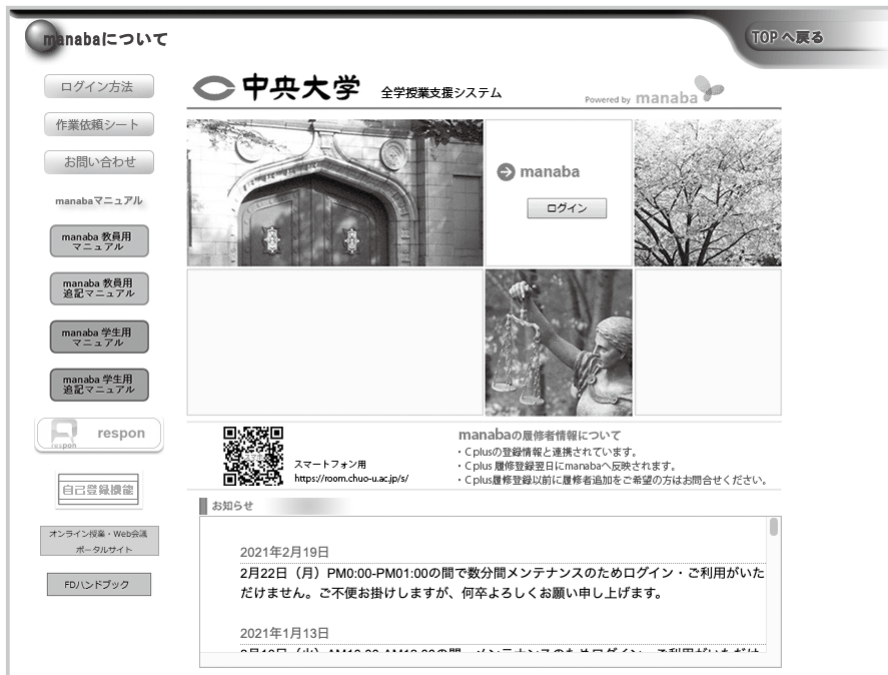 manabaについて
TOPへ戻る
ログイン方法
作業依頼シート
お問い合わせ
manabaマニュアル
manaba 教員用
マニュアル
manaba 教員用
追記マニュアル
manaba 学生用
マニュアル
manaba 学生用
追記マニュアル
respon
respon
自己登録機能
オンライン授業・Web会議
ポータルサイト
FDハンドブック
中央大学 全学授業支援システム
Powered by manaba
manaba
ログイン
スマートフォン用
https://room.chuo-u.ac.jp/s/
manabaの履修者情報について
・Cplusの登録情報と連携されています。
・Cplus 履修登録翌日にmanabaへ反映されます。
・Cplus履修登録以前に履修者追加をご希望の方はお問合せください。
お知らせ
2021年2月19日
2月22日（月）PM0:00-PM01:00の間で数分間メンテナンスのためログイン・ご利用がいた
だけません。ご不便お掛けしますが、何卒よろしくお願い申し上げます。
2021年1月13日